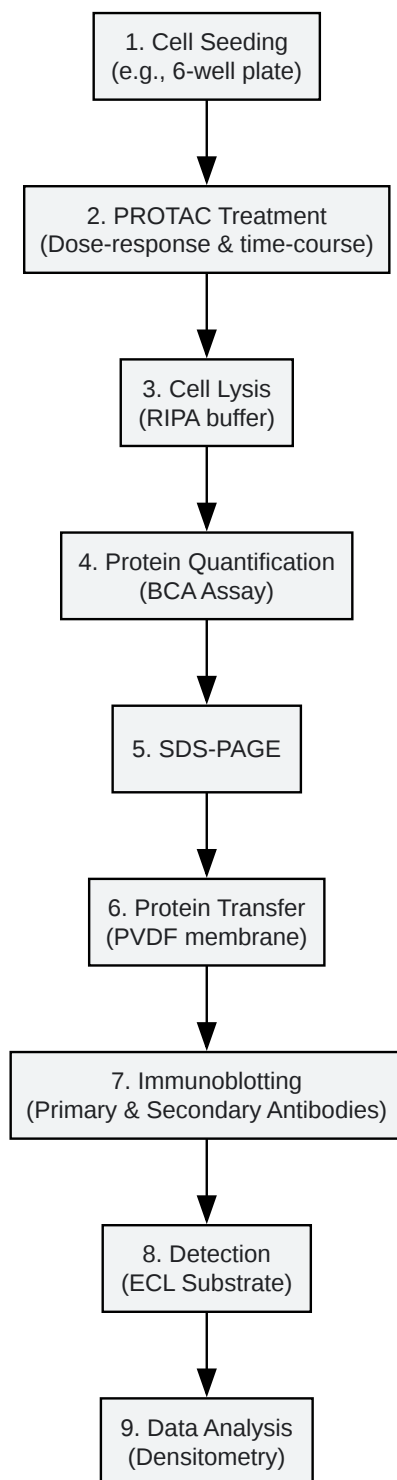 1. Cell Seeding
(e.g., 6-well plate)
2. PROTAC Treatment
(Dose-response & time-course)
3. Cell Lysis
(RIPA buffer)
4. Protein Quantification
(BCA Assay)
5. SDS-PAGE
6. Protein Transfer
(PVDF membrane)
7. Immunoblotting
(Primary & Secondary Antibodies)
8. Detection
(ECL Substrate)
9. Data Analysis
(Densitometry)